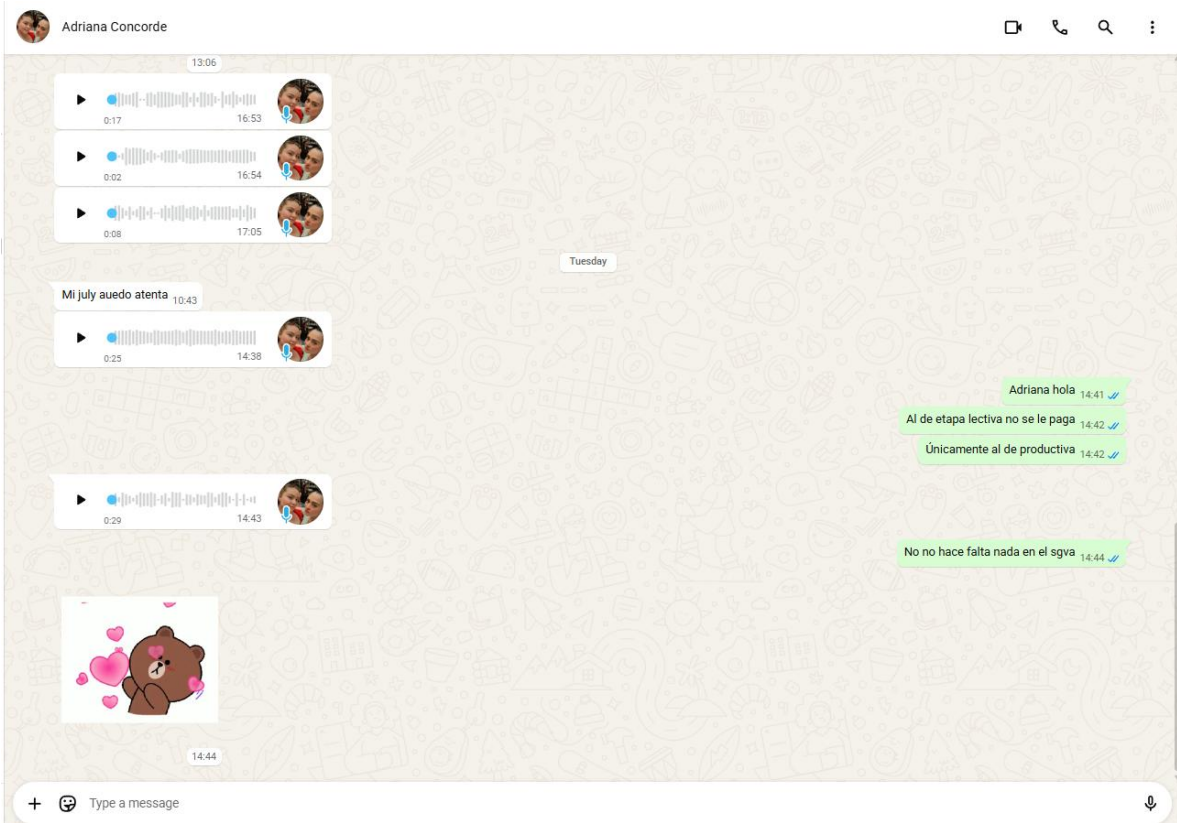 Adriana Concorde
13:06
0:17 16:53
0:02 16:54
0:08 17:05
Tuesday
Mi july auedo atenta 10:43
0:25 14:38
Adriana hola 14:41
Al de etapa lectiva no se le paga 14:42
Únicamente al de productiva 14:42
0:29 14:43
No no hace falta nada en el sgva 14:44
14:44
Type a message